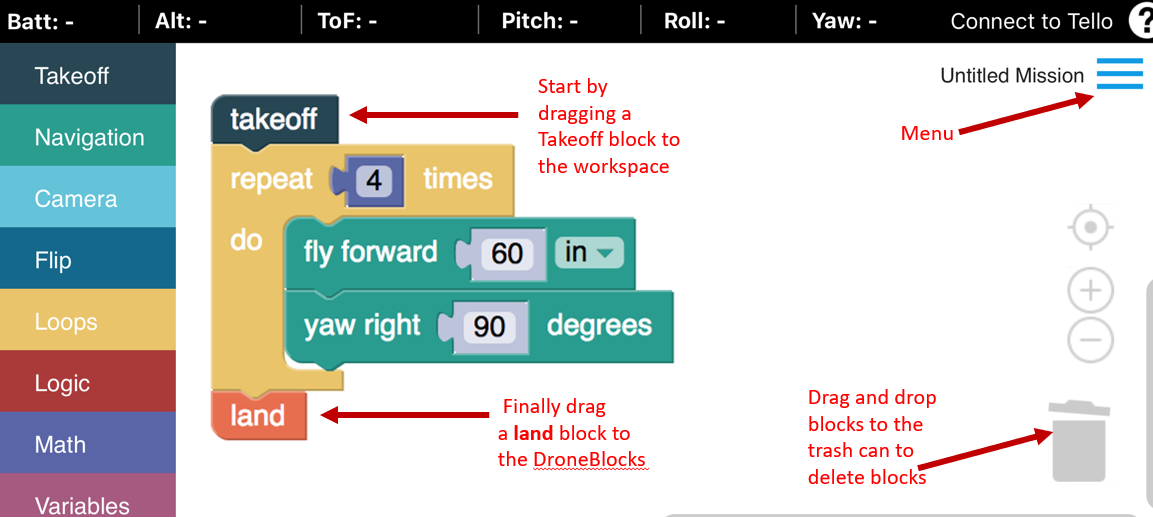 Batt: - Alt: - ToF: - Pitch: - Roll: - Yaw: - Connect to Tello ?
Takeoff
Navigation
Camera
Flip
Loops
Logic
Math
Variables
Untitled Mission
Menu
takeoff
Start by
dragging a
Takeoff block to
the workspace
repeat 4 times
do
fly forward 60 in
yaw right 90 degrees
land
Finally drag
a land block to
the DroneBlocks
Drag and drop
blocks to the
trash can to
delete blocks